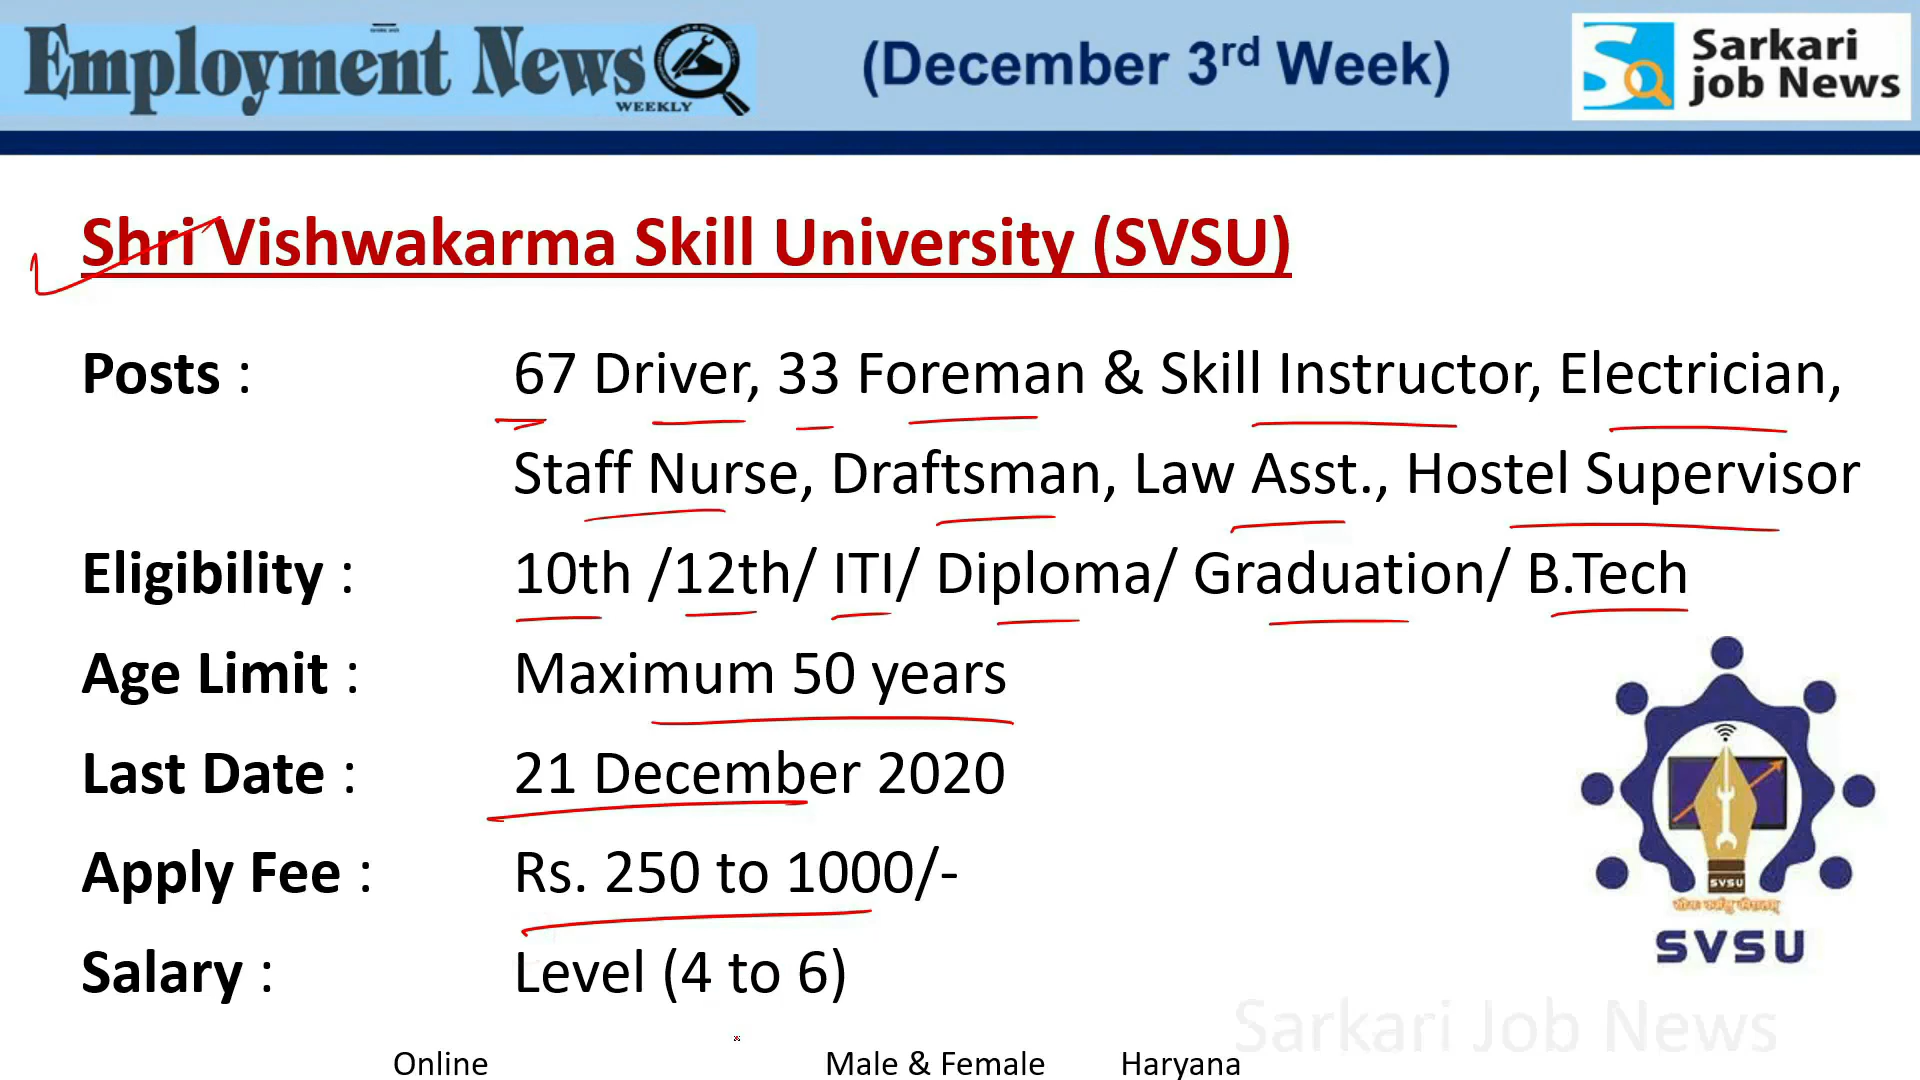 Employment News
WEEKLY
(December 3rd Week)
Sarkari
job News
Shri Vishwakarma Skill University (SVSU)
Posts : 67 Driver, 33 Foreman & Skill Instructor, Electrician,
Staff Nurse, Draftsman, Law Asst., Hostel Supervisor
Eligibility : 10th /12th/ ITI/ Diploma/ Graduation/ B.Tech
Age Limit : Maximum 50 years
Last Date : 21 December 2020
Apply Fee : Rs. 250 to 1000/-
Salary : Level (4 to 6)
SVSU
SVSU
Sarkari Job News
Online Male & Female Haryana